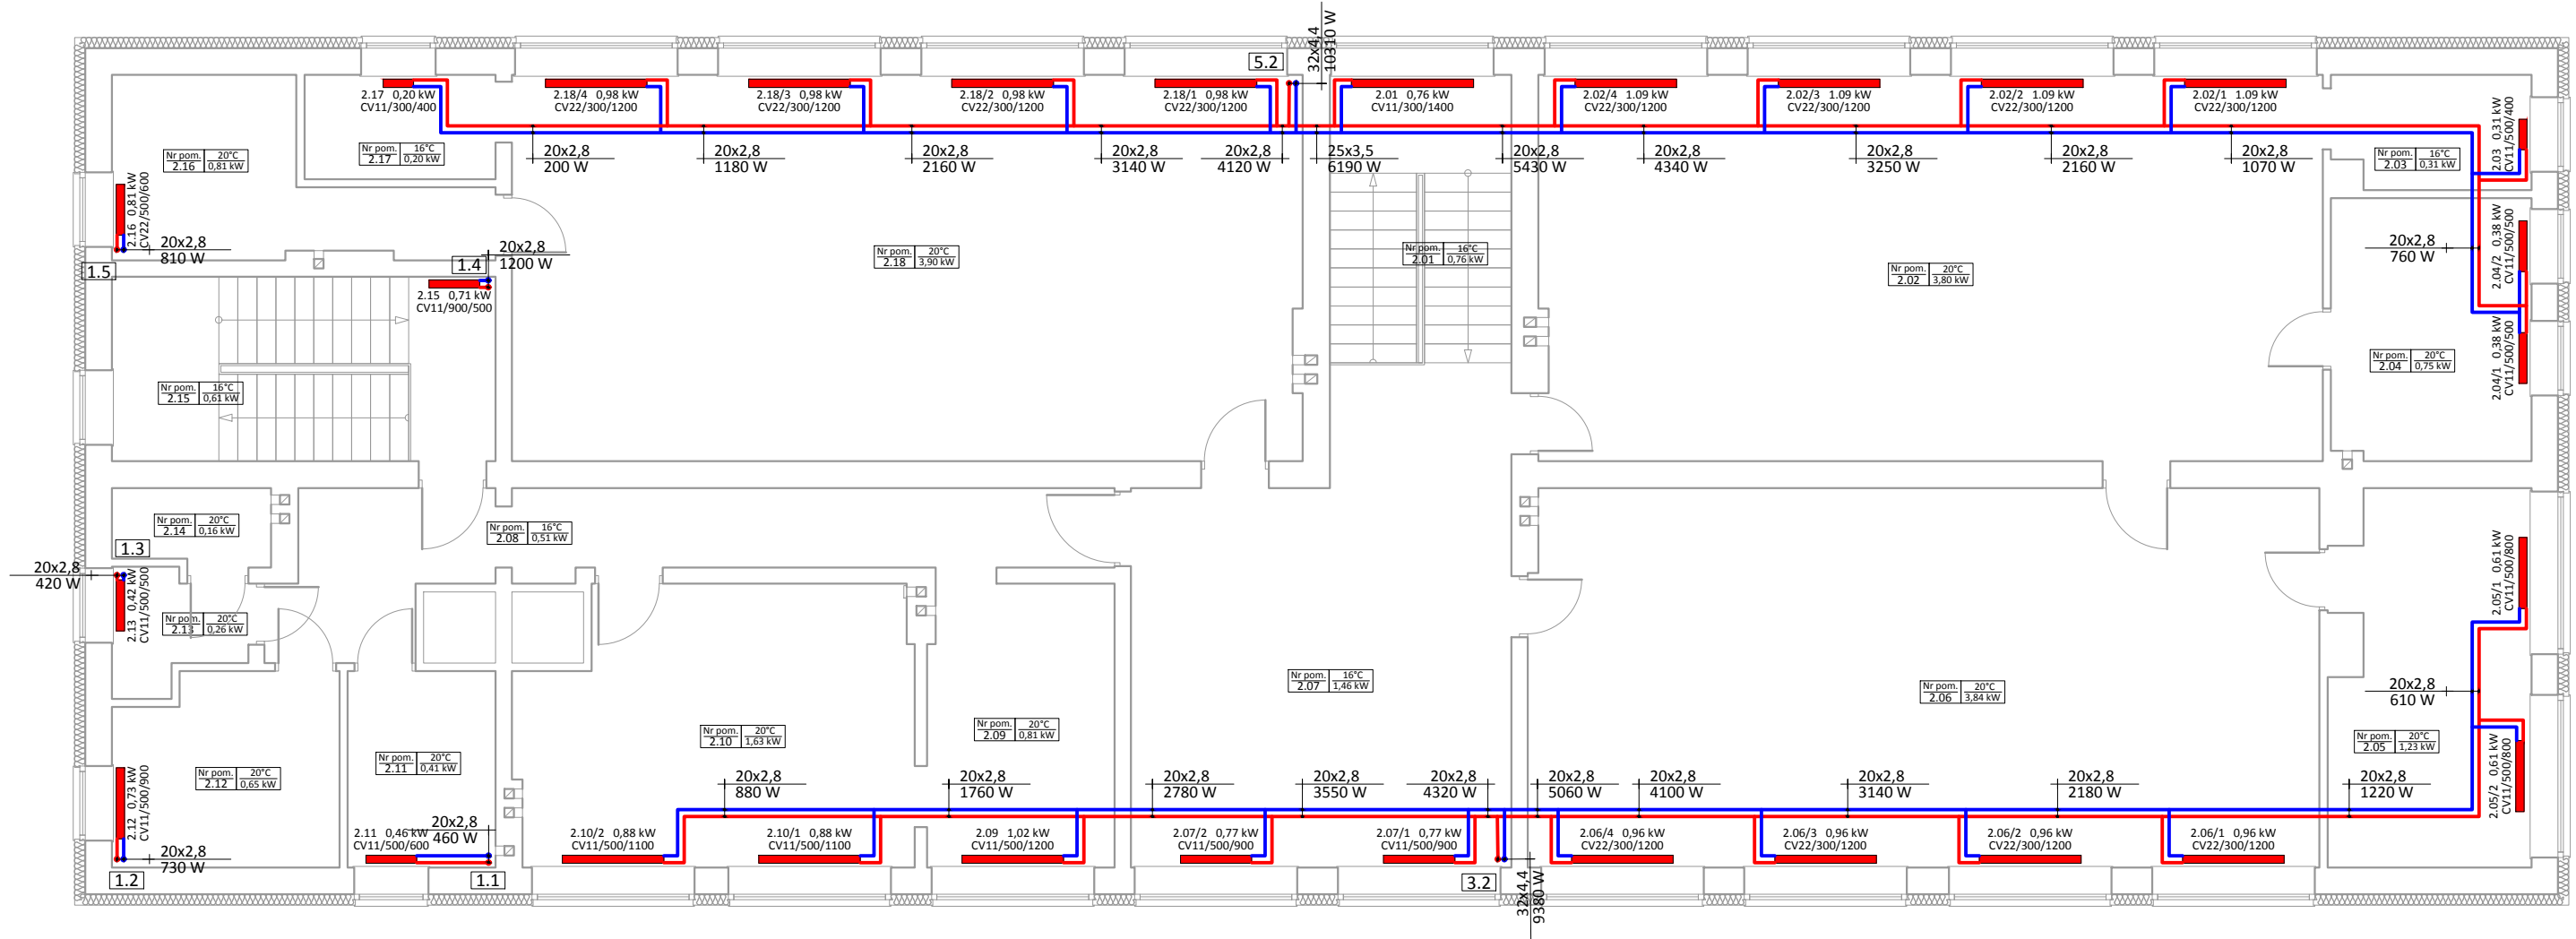 5.2
32x4,4
10310 W
2.17 0,20 kW
CV11/300/400
2.18/4 0,98 kW
CV22/300/1200
2.18/3 0,98 kW
CV22/300/1200
2.18/2 0,98 kW
CV22/300/1200
2.18/1 0,98 kW
CV22/300/1200
2.01 0,76 kW
CV11/300/1400
2.02/4 1.09 kW
CV22/300/1200
2.02/3 1.09 kW
CV22/300/1200
2.02/2 1.09 kW
CV22/300/1200
2.02/1 1.09 kW
CV22/300/1200
2.03 0,31 kW
CV11/500/400
Nr pom. 20°C
2.16 0,81 kW
Nr pom. 16°C
2.17 0,20 kW
20x2,8
200 W
20x2,8
1180 W
20x2,8
2160 W
20x2,8
3140 W
20x2,8
4120 W
25x3,5
6190 W
20x2,8
5430 W
20x2,8
4340 W
20x2,8
3250 W
20x2,8
2160 W
20x2,8
1070 W
Nr pom. 16°C
2.03 0,31 kW
2.16 0,81 kW
CV22/500/600
20x2,8
810 W
1.5
1.4
20x2,8
1200 W
2.15 0,71 kW
CV11/900/500
Nr pom. 20°C
2.18 3,90 kW
Nr pom. 16°C
2.01 0,76 kW
Nr pom. 20°C
2.02 3,80 kW
20x2,8
760 W
2.04/2 0,38 kW
CV11/500/500
2.04/1 0,38 kW
CV11/500/500
Nr pom. 20°C
2.04 0,75 kW
Nr pom. 16°C
2.15 0,61 kW
Nr pom. 20°C
2.14 0,16 kW
Nr pom. 16°C
2.08 0,51 kW
1.3
20x2,8
420 W
2.13 0,42 kW
CV11/500/500
Nr pom. 20°C
2.13 0,26 kW
2.05/1 0,61 kW
CV11/500/800
Nr pom. 16°C
2.07 1,46 kW
Nr pom. 20°C
2.06 3,84 kW
20x2,8
610 W
Nr pom. 20°C
2.05 1,23 kW
2.05/2 0,61 kW
CV11/500/800
Nr pom. 20°C
2.12 0,65 kW
Nr pom. 20°C
2.11 0,41 kW
Nr pom. 20°C
2.10 1,63 kW
Nr pom. 20°C
2.09 0,81 kW
2.12 0,73 kW
CV11/500/900
20x2,8
730 W
1.2
2.11 0,46 kW
CV11/500/600
20x2,8
460 W
1.1
20x2,8
880 W
20x2,8
1760 W
20x2,8
2780 W
20x2,8
3550 W
20x2,8
4320 W
20x2,8
5060 W
20x2,8
4100 W
20x2,8
3140 W
20x2,8
2180 W
20x2,8
1220 W
2.10/2 0,88 kW
CV11/500/1100
2.10/1 0,88 kW
CV11/500/1100
2.09 1,02 kW
CV11/500/1200
2.07/2 0,77 kW
CV11/500/900
2.07/1 0,77 kW
CV11/500/900
2.06/4 0,96 kW
CV22/300/1200
2.06/3 0,96 kW
CV22/300/1200
2.06/2 0,96 kW
CV22/300/1200
2.06/1 0,96 kW
CV22/300/1200
3.2
32x4,4
9380 W